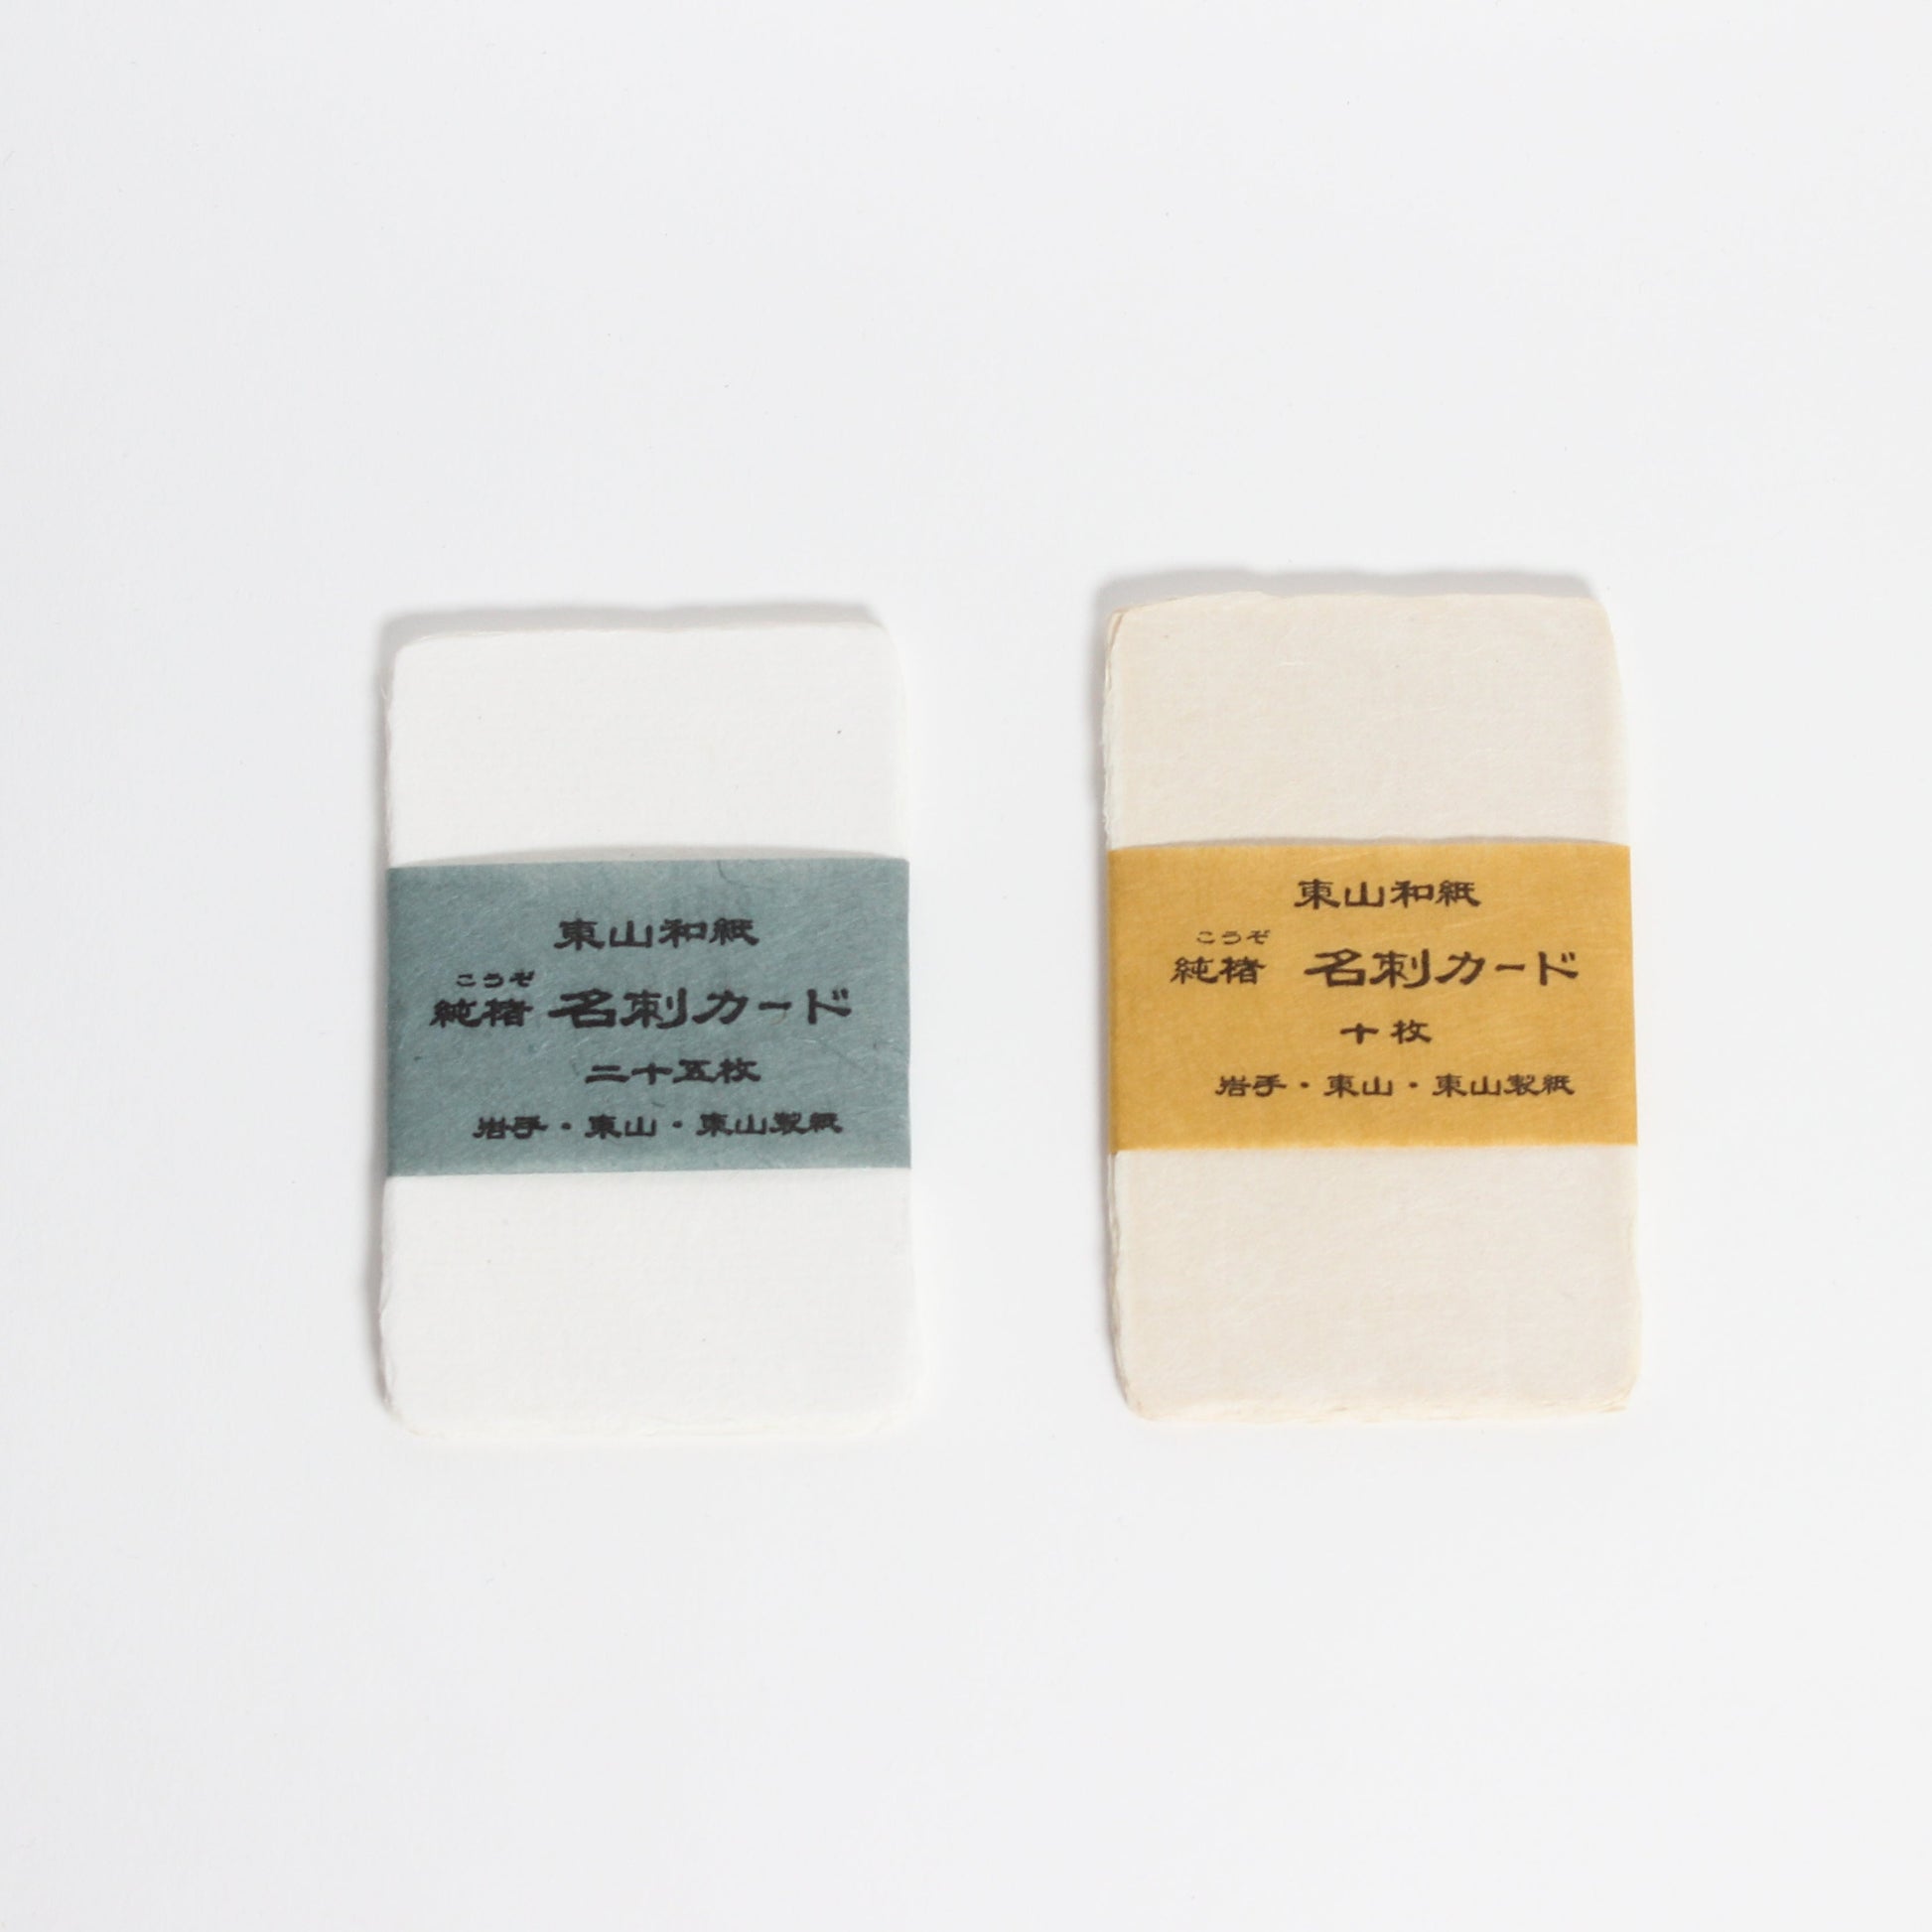 東山和紙
こうぞ
純楮 名刺カード
二十五枚
岩手・東山・東山製紙
東山和紙
こうぞ
純楮 名刺カード
十枚
岩手・東山・東山製紙